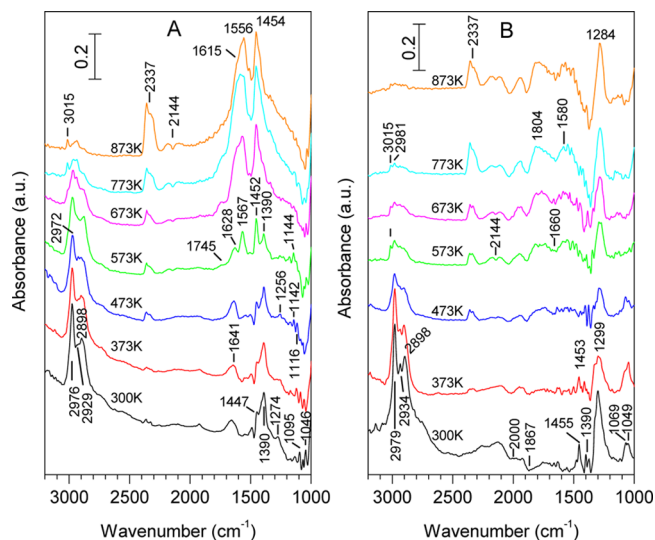 A
0.2
1556
1454
1615
2337
3015
2144
873K
773K
673K
2972
1745
1628
1567
1452
1390
1144
573K
473K
1256
1142
2898
373K
1641
1116
2976
2929
300K
1447
1390
1274
1095
1046
3000 2500 2000 1500 1000
Wavenumber (cm-1)
Absorbance (a.u.)
B
0.2
2337
1284
873K
3015
2981
1804
1580
773K
673K
573K
2144
1660
473K
2898
1299
1453
373K
2979
2934
300K
2000
1867
1455
1390
1069
1049
3000 2500 2000 1500 1000
Wavenumber (cm-1)
Absorbance (a.u.)